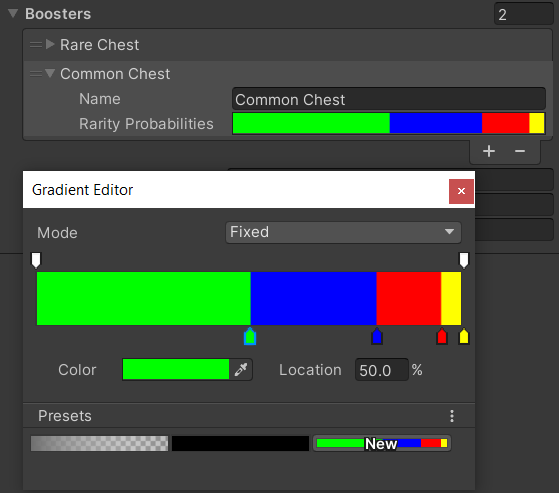 Boosters 2
Rare Chest
Common Chest
Name Common Chest
Rarity Probabilities
+ −
Gradient Editor ×
Mode Fixed
Color Location 50.0 %
Presets
New